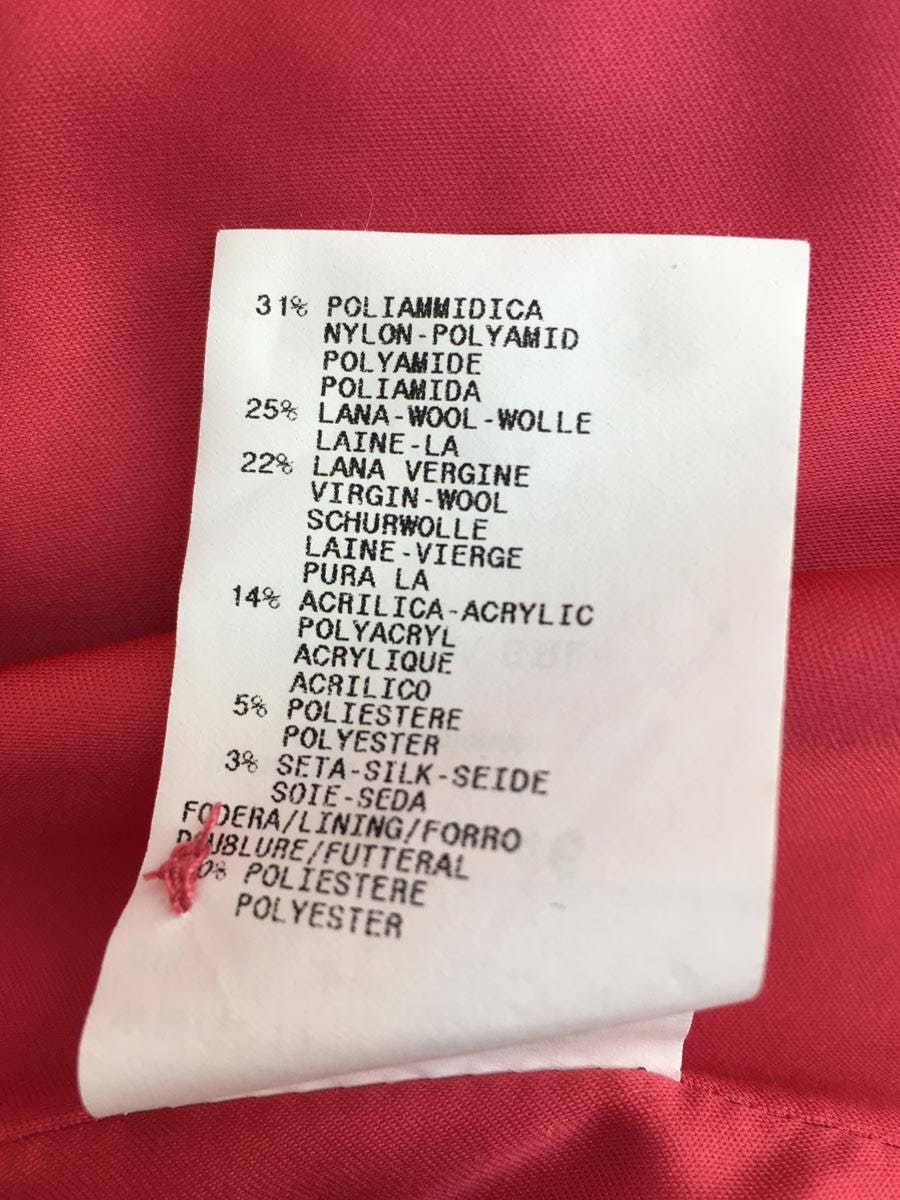 31% POLIAMMIDICA
NYLON-POLYAMID
POLYAMIDE
POLIAMIDA
25% LANA-WOOL-WOLLE
LAINE-LA
22% LANA VERGINE
VIRGIN-WOOL
SCHURWOLLE
LAINE-VIERGE
PURA LA
14% ACRILICA-ACRYLIC
POLYACRYL
ACRYLIQUE
ACRILICO
5% POLIESTERE
POLYESTER
3% SETA-SILK-SEIDE
SOIE-SEDA
FODERA/LINING/FORRO
DOUBLURE/FUTTERAL
POLIESTERE
POLYESTER